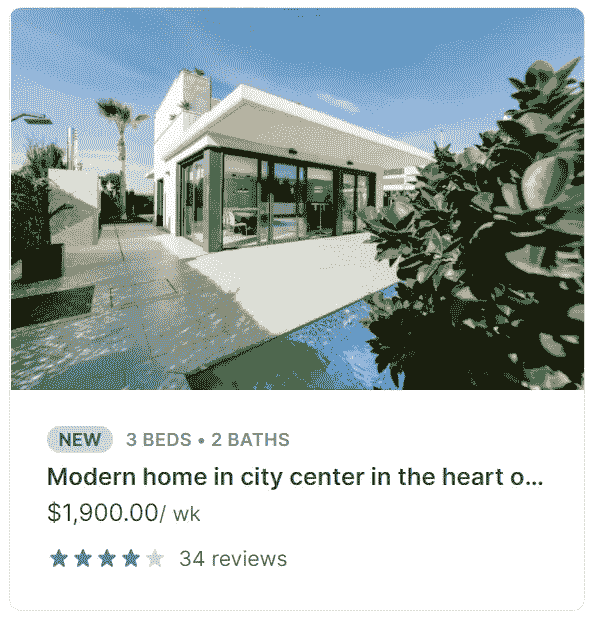 NEW 3 BEDS • 2 BATHS
Modern home in city center in the heart o...
$1,900.00/ wk
34 reviews